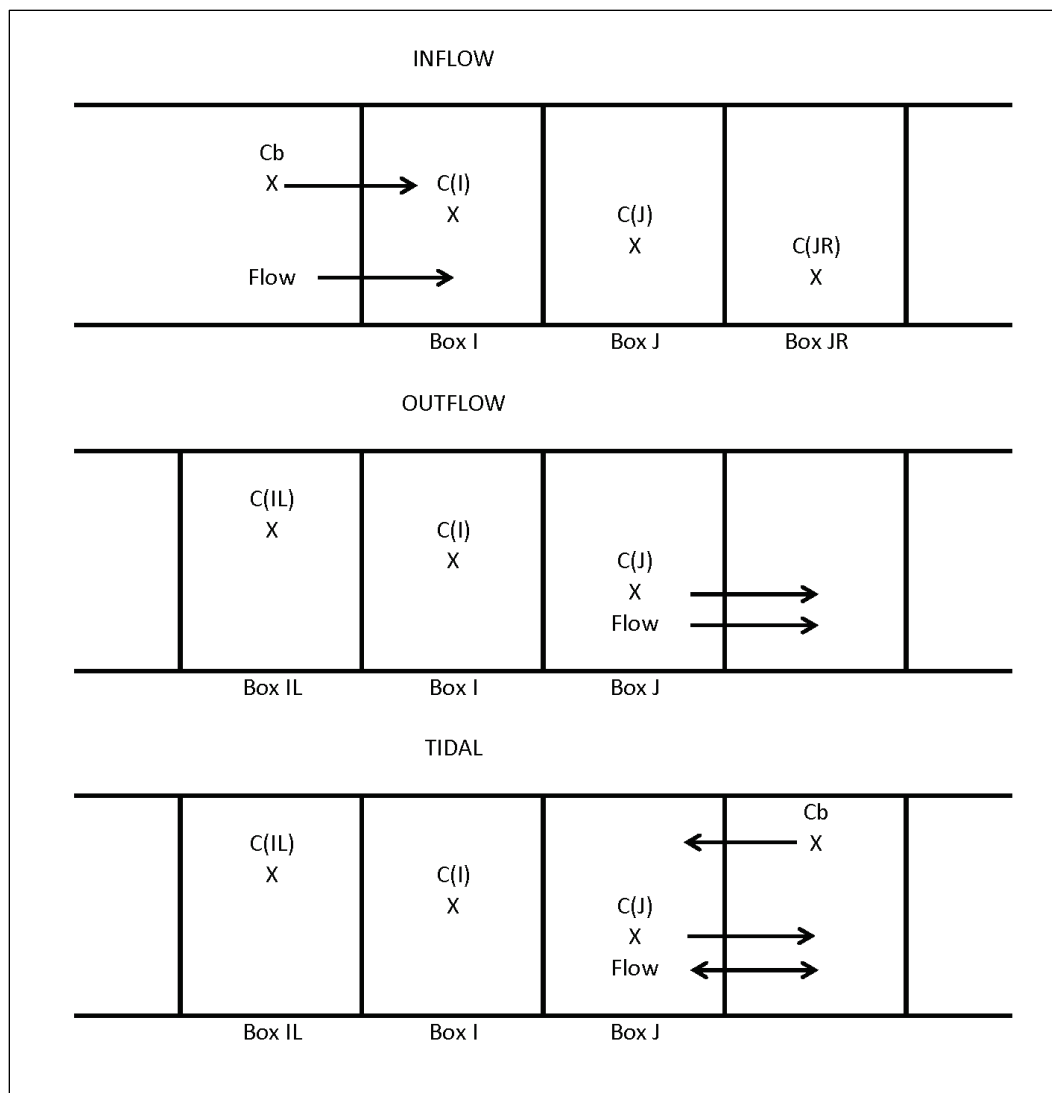 INFLOW
Cb
X
C(I)
X
C(J)
X
C(JR)
X
Flow
Box I
Box J
Box JR
OUTFLOW
C(IL)
X
C(I)
X
C(J)
X
Flow
Box IL
Box I
Box J
TIDAL
Cb
X
C(IL)
X
C(I)
X
C(J)
X
Flow
Box IL
Box I
Box J